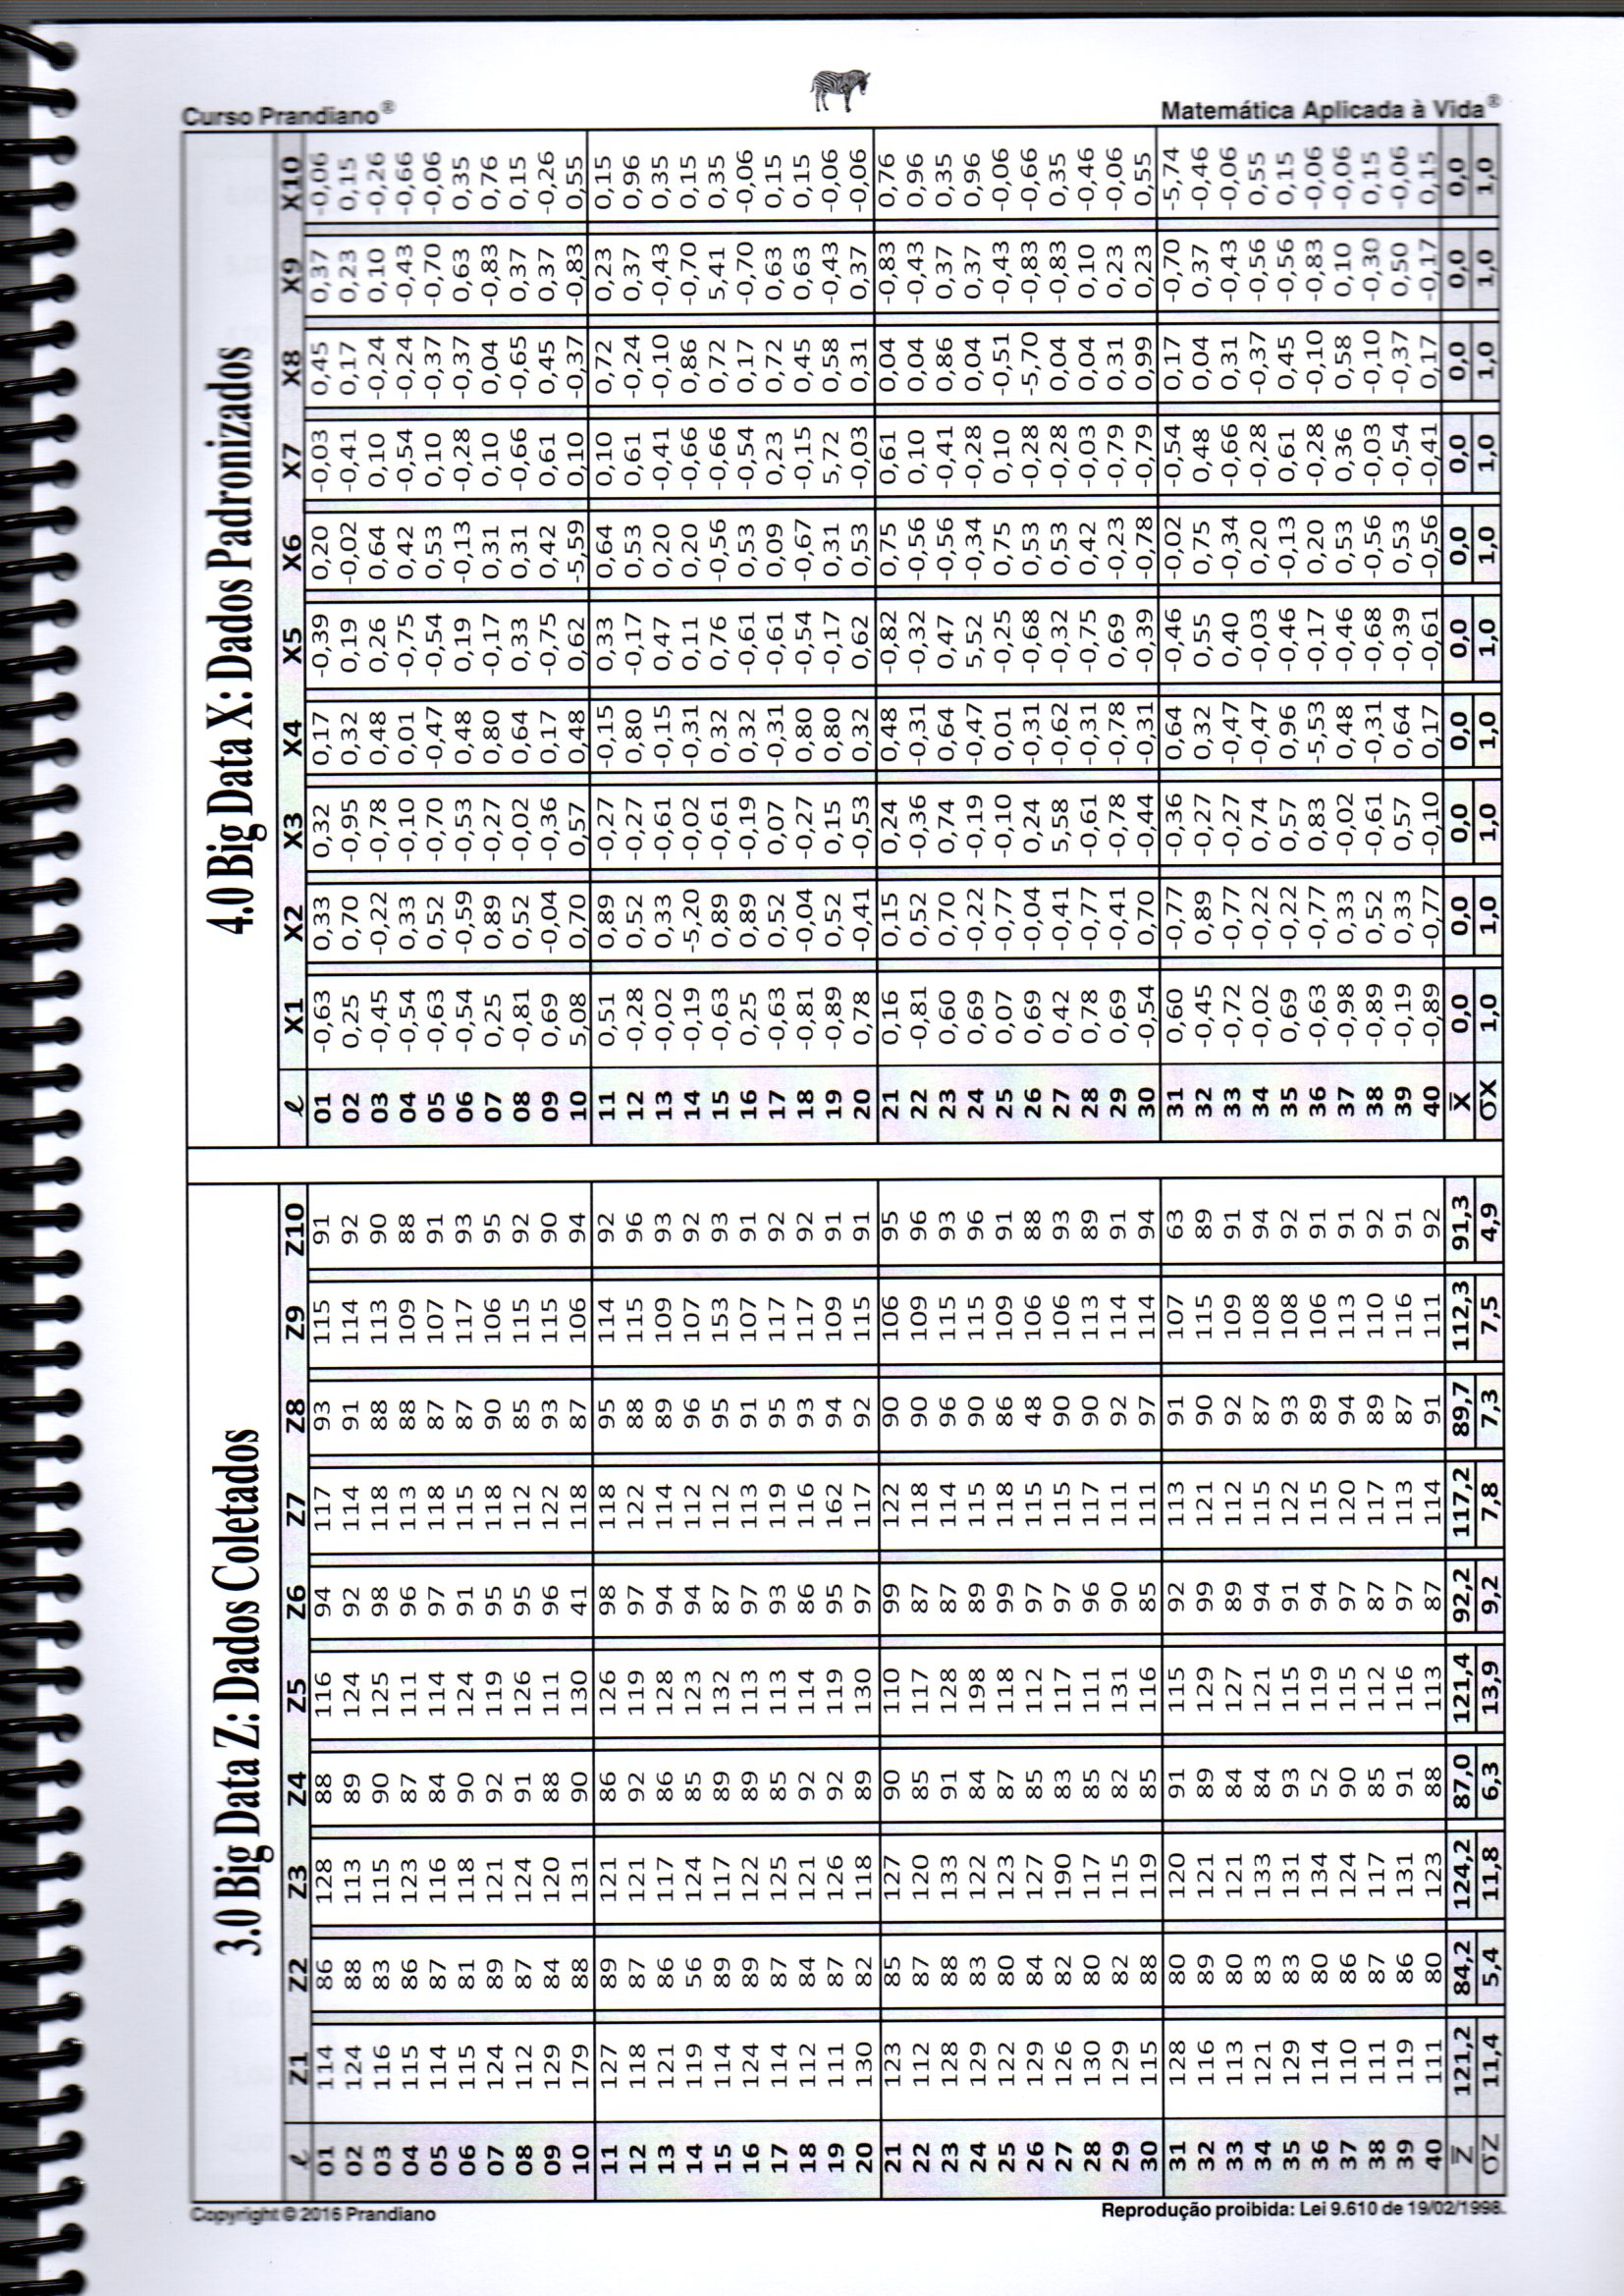 Curso Prandiano®
Matemática Aplicada à Vida®
3.0 Big Data Z: Dados Coletados
ℓ Z1 Z2 Z3 Z4 Z5 Z6 Z7 Z8 Z9 Z10
01 114 86 128 88 116 94 117 93 115 91
02 124 88 113 89 124 92 114 91 114 92
03 116 83 115 90 125 98 118 88 113 90
04 115 86 123 87 111 96 113 88 109 88
05 114 87 116 84 114 97 118 87 107 91
06 115 81 118 90 124 91 115 87 117 93
07 124 89 121 92 119 95 118 90 106 95
08 112 87 124 91 126 95 112 85 115 92
09 129 84 120 88 111 96 122 93 115 90
10 179 88 131 90 130 41 118 87 106 94
11 127 89 121 86 126 98 118 95 114 92
12 118 87 121 92 119 97 122 88 115 96
13 121 86 117 86 128 94 114 89 109 93
14 119 56 124 85 123 94 112 96 107 92
15 114 89 117 89 132 87 112 95 153 93
16 124 89 122 89 113 97 113 91 107 91
17 114 87 125 85 113 93 119 95 117 92
18 112 84 121 92 114 86 116 93 117 92
19 111 87 126 92 119 95 162 94 109 91
20 130 82 118 89 130 97 117 92 115 91
21 123 85 127 90 110 99 122 90 106 95
22 112 87 120 85 117 87 118 90 109 96
23 128 88 133 91 128 87 114 96 115 93
24 129 83 122 84 198 89 115 90 115 96
25 122 80 123 87 118 99 118 86 109 91
26 129 84 127 85 112 97 115 48 106 88
27 126 82 190 83 117 97 115 90 106 93
28 130 80 117 85 111 96 117 90 113 89
29 129 82 115 82 131 90 111 92 114 91
30 115 88 119 85 116 85 111 97 114 94
31 128 80 120 91 115 92 113 91 107 63
32 116 89 121 89 129 99 121 90 115 89
33 113 80 121 84 127 89 112 92 109 91
34 121 83 133 84 121 94 115 87 108 94
35 129 83 131 93 115 91 122 93 108 92
36 114 80 134 52 119 94 115 89 106 91
37 110 86 124 90 115 97 120 94 113 91
38 111 87 117 85 112 87 117 89 110 92
39 119 86 131 91 116 97 113 87 116 91
40 111 80 123 88 113 87 114 91 111 92
Z̅ 121,2 84,2 124,2 87,0 121,4 92,2 117,2 89,7 112,3 91,3
σZ 11,4 5,4 11,8 6,3 13,9 9,2 7,8 7,3 7,5 4,9
4.0 Big Data X: Dados Padronizados
ℓ X1 X2 X3 X4 X5 X6 X7 X8 X9 X10
01 -0,63 0,33 0,32 0,17 -0,39 0,20 -0,03 0,45 0,37 -0,06
02 0,25 0,70 -0,95 0,32 0,19 -0,02 -0,41 0,17 0,23 0,15
03 -0,45 -0,22 -0,78 0,48 0,26 0,64 0,10 -0,24 0,10 -0,26
04 -0,54 0,33 -0,10 0,01 -0,75 0,42 -0,54 -0,24 -0,43 -0,66
05 -0,63 0,52 -0,70 -0,47 -0,54 0,53 0,10 -0,37 -0,70 -0,06
06 -0,54 -0,59 -0,53 0,48 0,19 -0,13 -0,28 -0,37 0,63 0,35
07 0,25 0,89 -0,27 0,80 -0,17 0,31 0,10 0,04 -0,83 0,76
08 -0,81 0,52 -0,02 0,64 0,33 0,31 -0,66 -0,65 0,37 0,15
09 0,69 -0,04 -0,36 0,17 -0,75 0,42 0,61 0,45 0,37 -0,26
10 5,08 0,70 0,57 0,48 0,62 -5,59 0,10 -0,37 -0,83 0,55
11 0,51 0,89 -0,27 -0,15 0,33 0,64 0,10 0,72 0,23 0,15
12 -0,28 0,52 -0,27 0,80 -0,17 0,53 0,61 -0,24 0,37 0,96
13 -0,02 0,33 -0,61 -0,15 0,47 0,20 -0,41 -0,10 -0,43 0,35
14 -0,19 -5,20 -0,02 -0,31 0,11 0,20 -0,66 0,86 -0,70 0,15
15 -0,63 0,89 -0,61 0,32 0,76 -0,56 -0,66 0,72 5,41 0,35
16 0,25 0,89 -0,19 0,32 -0,61 0,53 -0,54 0,17 -0,70 -0,06
17 -0,63 0,52 0,07 -0,31 -0,61 0,09 0,23 0,72 0,63 0,15
18 -0,81 -0,04 -0,27 0,80 -0,54 -0,67 -0,15 0,45 0,63 0,15
19 -0,89 0,52 0,15 0,80 -0,17 0,31 5,72 0,58 -0,43 -0,06
20 0,78 -0,41 -0,53 0,32 0,62 0,53 -0,03 0,31 0,37 -0,06
21 0,16 0,15 0,24 0,48 -0,82 0,75 0,61 0,04 -0,83 0,76
22 -0,81 0,52 -0,36 -0,31 -0,32 -0,56 0,10 0,04 -0,43 0,96
23 0,60 0,70 0,74 0,64 0,47 -0,56 -0,41 0,86 0,37 0,35
24 0,69 -0,22 -0,19 -0,47 5,52 -0,34 -0,28 0,04 0,37 0,96
25 0,07 -0,77 -0,10 0,01 -0,25 0,75 0,10 -0,51 -0,43 -0,06
26 0,69 -0,04 0,24 -0,31 -0,68 0,53 -0,28 -5,70 -0,83 -0,66
27 0,42 -0,41 5,58 -0,62 -0,32 0,53 -0,28 0,04 -0,83 0,35
28 0,78 -0,77 -0,61 -0,31 -0,75 0,42 -0,03 0,04 0,10 -0,46
29 0,69 -0,41 -0,78 -0,78 0,69 -0,23 -0,79 0,31 0,23 -0,06
30 -0,54 0,70 -0,44 -0,31 -0,39 -0,78 -0,79 0,99 0,23 0,55
31 0,60 -0,77 -0,36 0,64 -0,46 -0,02 -0,54 0,17 -0,70 -5,74
32 -0,45 0,89 -0,27 0,32 0,55 0,75 0,48 0,04 0,37 -0,46
33 -0,72 -0,77 -0,27 -0,47 0,40 -0,34 -0,66 0,31 -0,43 -0,06
34 -0,02 -0,22 0,74 -0,47 -0,03 0,20 -0,28 -0,37 -0,56 0,55
35 0,69 -0,22 0,57 0,96 -0,46 -0,13 0,61 0,45 -0,56 0,15
36 -0,63 -0,77 0,83 -5,53 -0,17 0,20 -0,28 -0,10 -0,83 -0,06
37 -0,98 0,33 -0,02 0,48 -0,46 0,53 0,36 0,58 0,10 -0,06
38 -0,89 0,52 -0,61 -0,31 -0,68 -0,56 -0,03 -0,10 -0,30 0,15
39 -0,19 0,33 0,57 0,64 -0,39 0,53 -0,54 -0,37 0,50 -0,06
40 -0,89 -0,77 -0,10 0,17 -0,61 -0,56 -0,41 0,17 -0,17 0,15
X̅ 0,0 0,0 0,0 0,0 0,0 0,0 0,0 0,0 0,0 0,0
σX 1,0 1,0 1,0 1,0 1,0 1,0 1,0 1,0 1,0 1,0
Copyright © 2016 Prandiano
Reprodução proibida: Lei 9.610 de 19/02/1998.